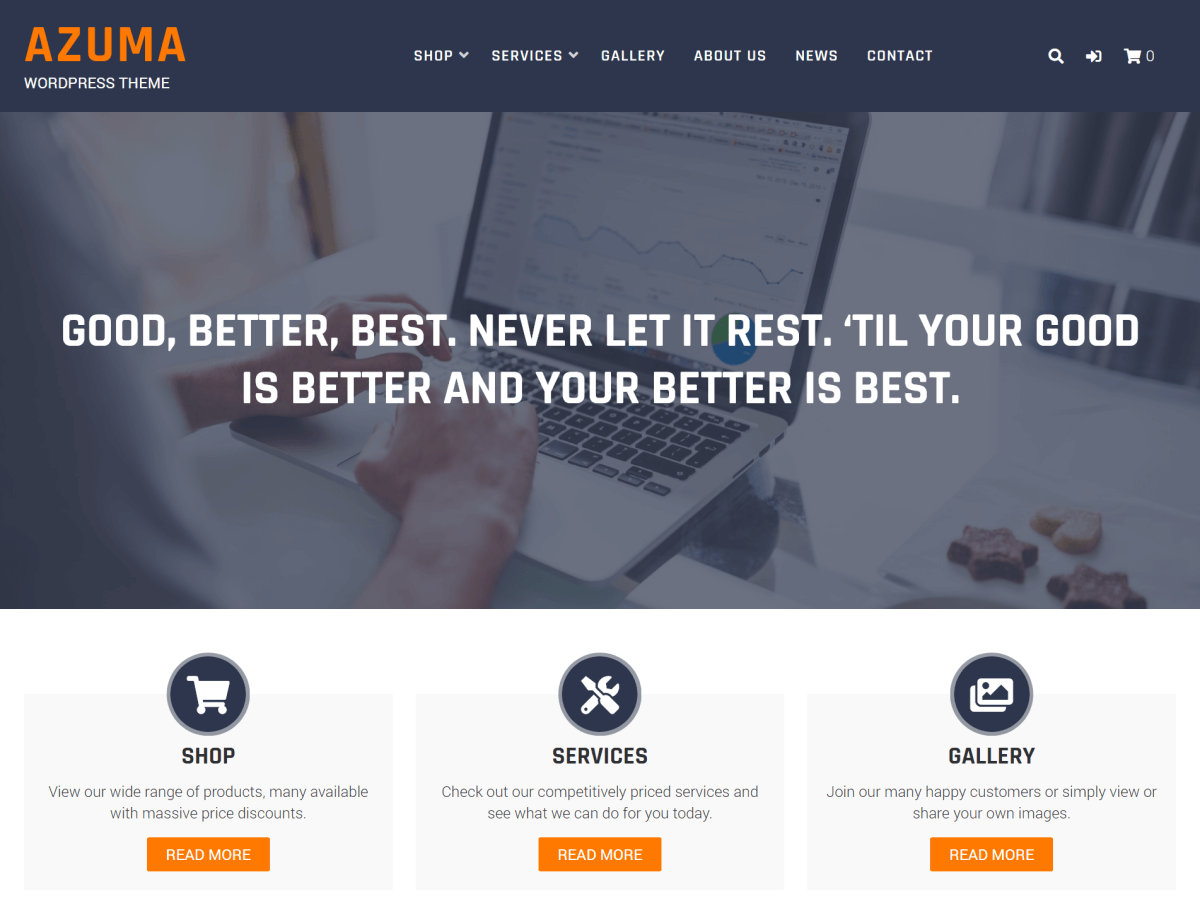 AZUMA
WORDPRESS THEME
SHOP
SERVICES
GALLERY
ABOUT US
NEWS
CONTACT
0
GOOD, BETTER, BEST. NEVER LET IT REST. ‘TIL YOUR GOOD
IS BETTER AND YOUR BETTER IS BEST.
SHOP
View our wide range of products, many available
with massive price discounts.
READ MORE
SERVICES
Check out our competitively priced services and
see what we can do for you today.
READ MORE
GALLERY
Join our many happy customers or simply view or
share your own images.
READ MORE